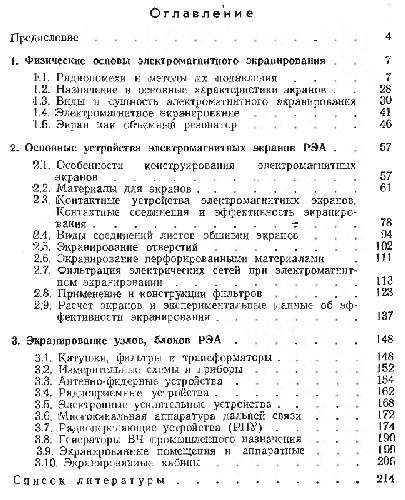 Оглавление
Предисловие . . . . . . . . . . 4
1. Физические основы электромагнитного экранирования . . 7
1.1. Радиопомехи и методы их подавления . . . . 7
1.2. Назначение и основные характеристики экранов . . 28
1.3. Виды и сущность электромагнитного экранирования 30
1.4. Электромагнитное экранирование . . . . . 41
1.5. Экран как объемный резонатор . . . . . 46
2. Основные устройства электромагнитных экранов РЭА . . 57
2.1. Особенности конструирования электромагнитных
экранов . . . . . . . . . . 57
2.2. Материалы для экранов . . . . . . . 61
2.3. Контактные устройства электромагнитных экранов.
Контактные соединения и эффективность экраниро-
вания . . . . . . . . . . 78
2.4. Виды соединений листов обшивки экранов . . . 94
2.5. Экранирование отверстий . . . . . . 102
2.6. Экранирование перфорированными материалами . . 111
2.7. Фильтрация электрических сетей при электромагнит-
ном экранировании . . . . . . . 113
2.8. Применение и конструкции фильтров . . . . 123
2.9. Расчет экранов и экспериментальные данные об эф-
фективности экранирования . . . . . . 137
3. Экранирование узлов, блоков РЭА . . . . . . 148
3.1. Катушки, фильтры и трансформаторы . . . . 148
3.2. Измерительные схемы и приборы . . . . . 152
3.3. Антенно-фидерные устройства . . . . . 154
3.4. Радиоприемные устройства . . . . . . 162
3.5. Электронные усилительные устройства . . . . 168
3.6. Многоканальная аппаратура дальней связи . . . 172
3.7. Радиопередающие устройства (РПУ) . . . . 174
3.8. Генераторы ВЧ промышленного назначения . . . 190
3.9. Экранированные помещения и аппаратные . . . 199
3.10. Экранированные кабины . . . . . . 206
Список литературы . . . . . . . . . 214